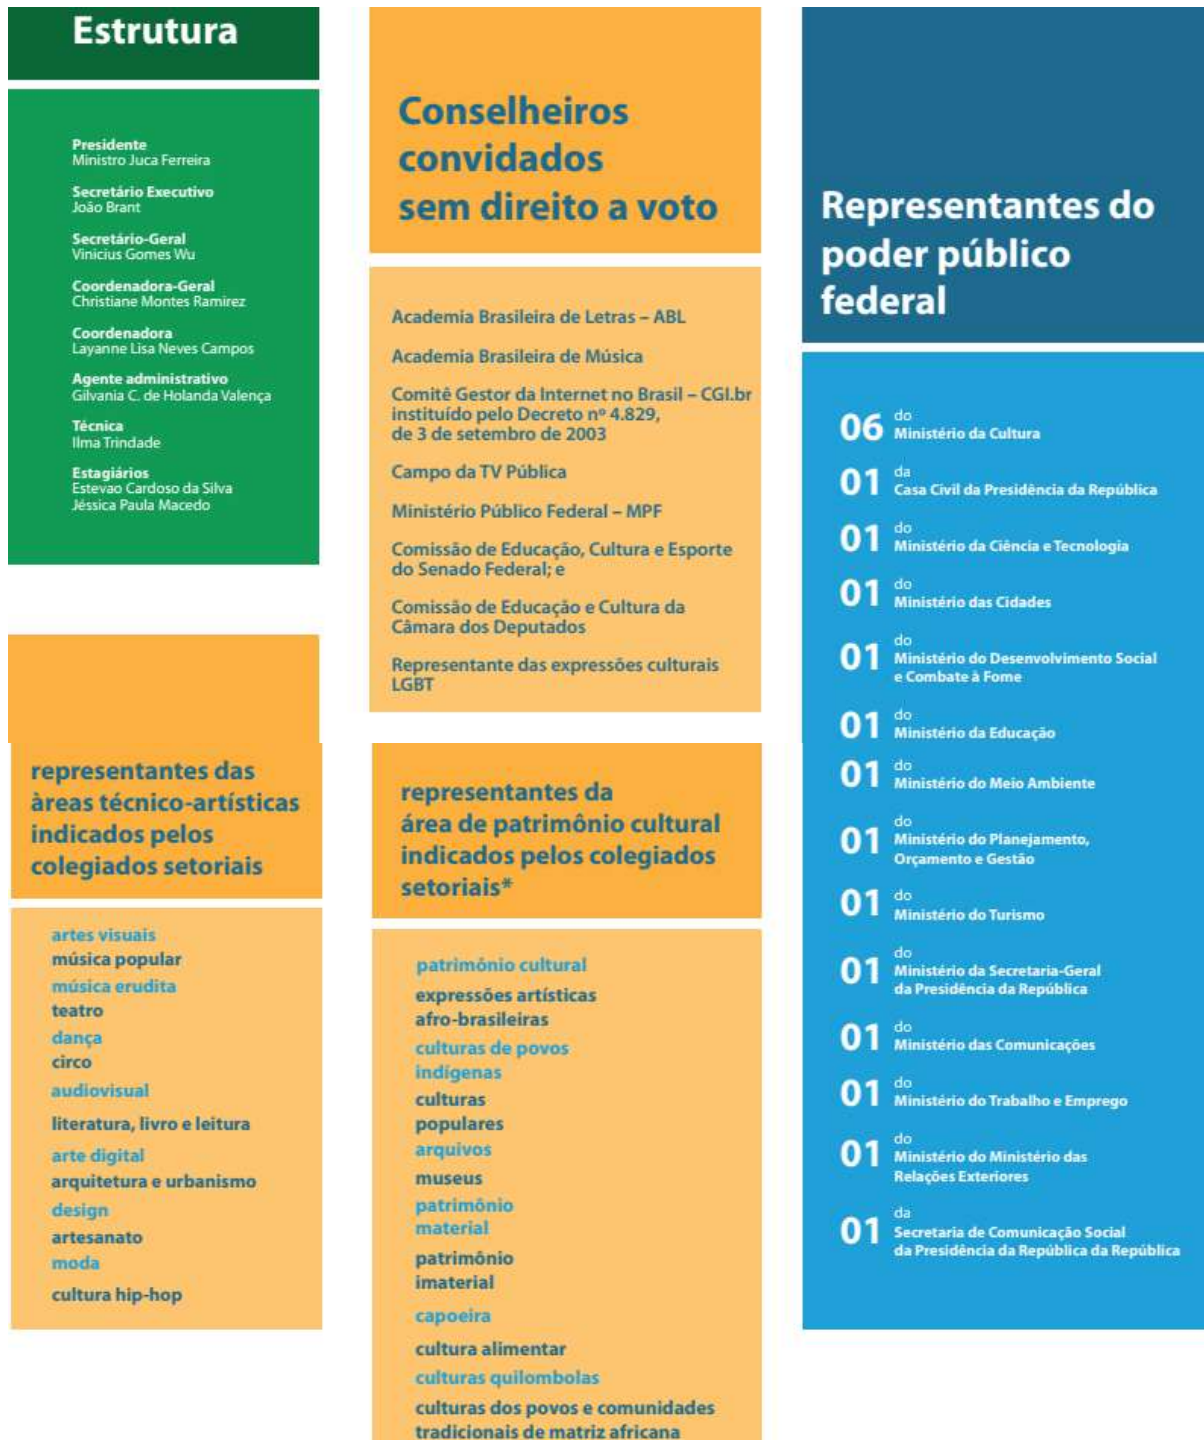 Estrutura
Presidente
Ministro Juca Ferreira
Secretário Executivo
João Brant
Secretário-Geral
Vinicius Gomes Wu
Coordenadora-Geral
Christiane Montes Ramirez
Coordenadora
Layanne Lisa Neves Campos
Agente administrativo
Gilvania C. de Holanda Valença
Técnica
Ilma Trindade
Estagiários
Estevao Cardoso da Silva
Jéssica Paula Macedo
Conselheiros
convidados
sem direito a voto
Academia Brasileira de Letras – ABL
Academia Brasileira de Música
Comitê Gestor da Internet no Brasil – CGI.br
instituído pelo Decreto nº 4.829,
de 3 de setembro de 2003
Campo da TV Pública
Ministério Público Federal – MPF
Comissão de Educação, Cultura e Esporte
do Senado Federal; e
Comissão de Educação e Cultura da
Câmara dos Deputados
Representante das expressões culturais
LGBT
Representantes do
poder público
federal
06 do
Ministério da Cultura
01 da
Casa Civil da Presidência da República
01 do
Ministério da Ciência e Tecnologia
01 do
Ministério das Cidades
01 do
Ministério do Desenvolvimento Social
e Combate à Fome
01 do
Ministério da Educação
01 do
Ministério do Meio Ambiente
01 do
Ministério do Planejamento,
Orçamento e Gestão
01 do
Ministério do Turismo
01 do
Ministério da Secretaria-Geral
da Presidência da República
01 do
Ministério das Comunicações
01 do
Ministério do Trabalho e Emprego
01 do
Ministério do Ministério das
Relações Exteriores
01 da
Secretaria de Comunicação Social
da Presidência da República da República
representantes das
àreas técnico-artísticas
indicados pelos
colegiados setoriais
artes visuais
música popular
música erudita
teatro
dança
circo
audiovisual
literatura, livro e leitura
arte digital
arquitetura e urbanismo
design
artesanato
moda
cultura hip-hop
representantes da
área de patrimônio cultural
indicados pelos colegiados
setoriais*
patrimônio cultural
expressões artísticas
afro-brasileiras
culturas de povos
indígenas
culturas
populares
arquivos
museus
patrimônio
material
patrimônio
imaterial
capoeira
cultura alimentar
culturas quilombolas
culturas dos povos e comunidades
tradicionais de matriz africana